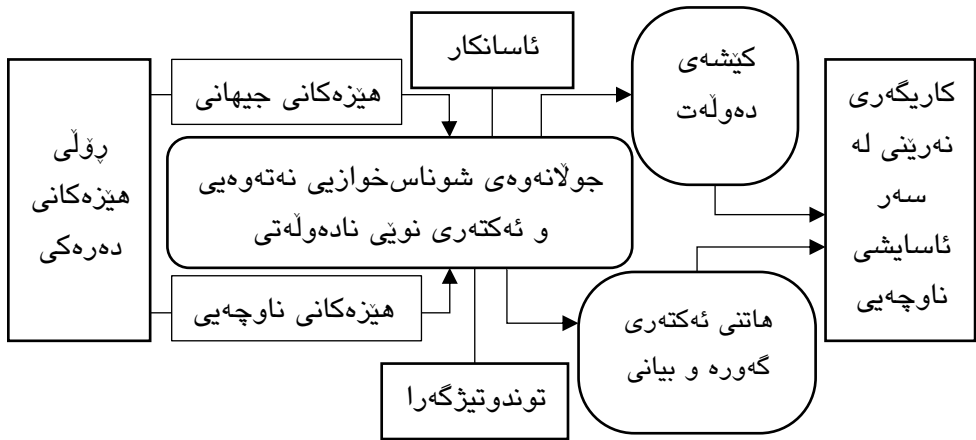 ئاسانکار
کێشەی
دەوڵەت
ڕۆڵی
هێزەکانی
دەرەکی
هێزەکانی جیهانی
جوڵانەوەی شوناس‌خوازیی نەتەوەیی
و ئەکتەری نوێی نادەوڵەتی
هێزەکانی ناوچەیی
توندوتیژگەرا
هاتنی ئەکتەری
گەورە و بیانی
کاریگەری
نەرێنی لە
سەر
ئاسایشی
ناوچەیی